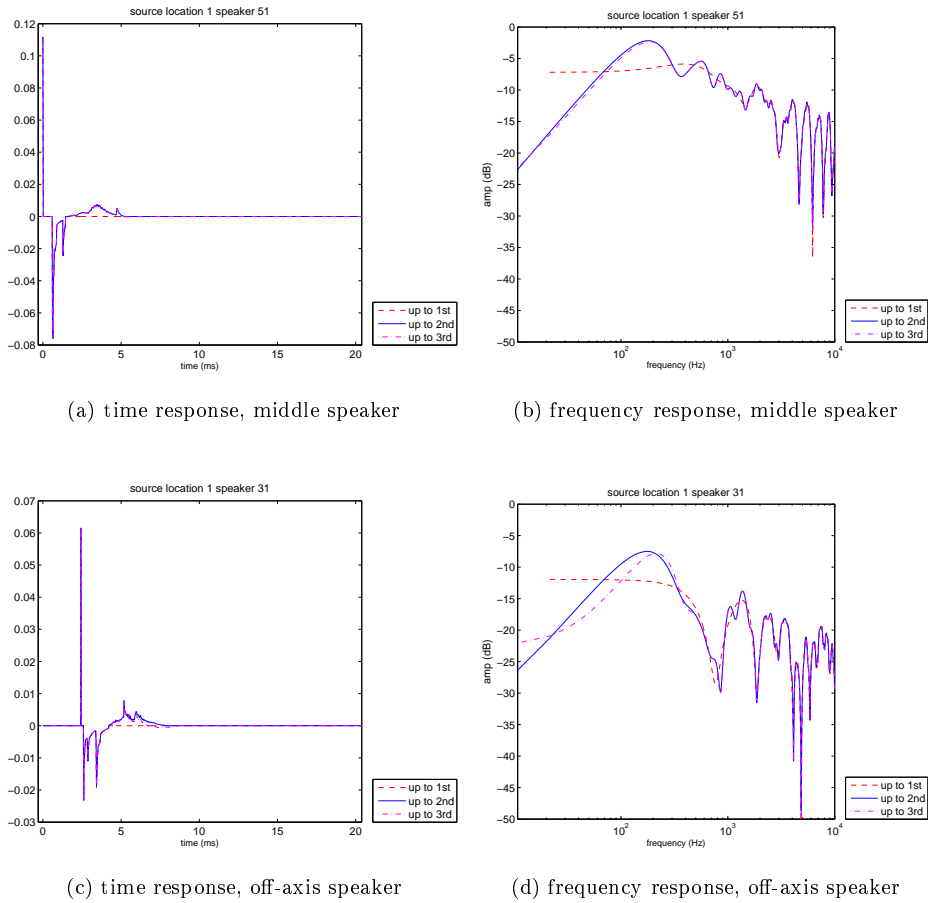 source location 1 speaker 51
0.12
0.1
0.08
0.06
0.04
0.02
0
−0.02
−0.04
−0.06
−0.08
0 5 10 15 20
time (ms)
up to 1st
up to 2nd
up to 3rd
(a) time response, middle speaker
source location 1 speaker 51
0
−5
−10
−15
−20
−25
−30
−35
−40
−45
−50
amp (dB)
10^2 10^3 10^4
frequency (Hz)
up to 1st
up to 2nd
up to 3rd
(b) frequency response, middle speaker
source location 1 speaker 31
0.07
0.06
0.05
0.04
0.03
0.02
0.01
0
−0.01
−0.02
−0.03
0 5 10 15 20
time (ms)
up to 1st
up to 2nd
up to 3rd
(c) time response, off-axis speaker
source location 1 speaker 31
0
−5
−10
−15
−20
−25
−30
−35
−40
−45
−50
amp (dB)
10^2 10^3 10^4
frequency (Hz)
up to 1st
up to 2nd
up to 3rd
(d) frequency response, off-axis speaker